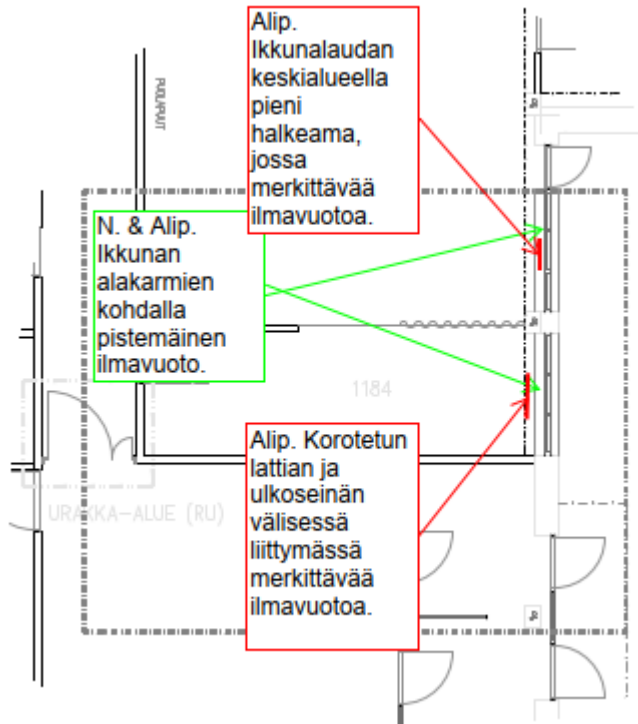 Alip.
Ikkunalaudan
keskialueella
pieni
halkeama,
jossa
merkittävää
ilmavuotoa.
PUOLAPUUT
N. & Alip.
Ikkunan
alakarmien
kohdalla
pistemäinen
ilmavuoto.
1184
Alip. Korotetun
lattian ja
ulkoseinän
välisessä
liittymässä
merkittävää
ilmavuotoa.
URAKKA-ALUE (RU)